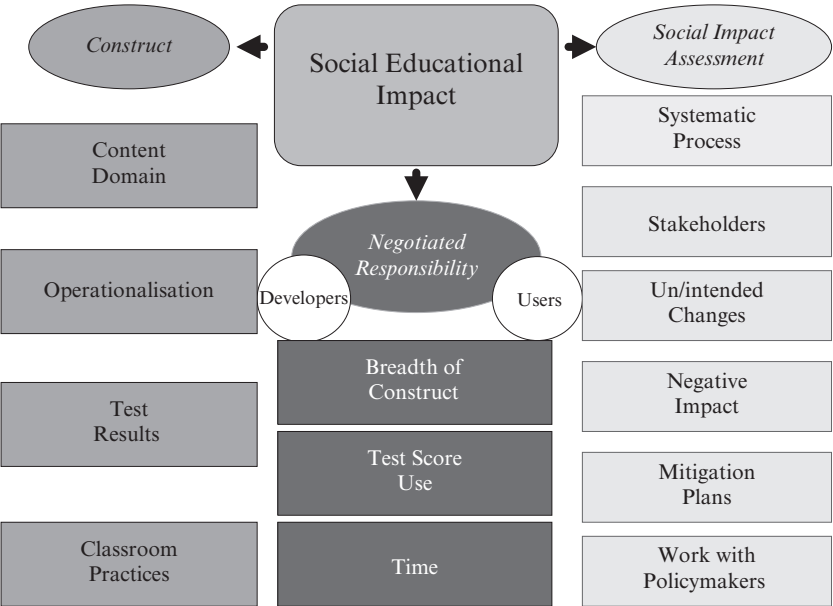 Construct
Content
Domain
Operationalisation
Test
Results
Classroom
Practices
Social Educational
Impact
Negotiated
Responsibility
Developers
Users
Breadth of
Construct
Test Score
Use
Time
Social Impact
Assessment
Systematic
Process
Stakeholders
Un/intended
Changes
Negative
Impact
Mitigation
Plans
Work with
Policymakers